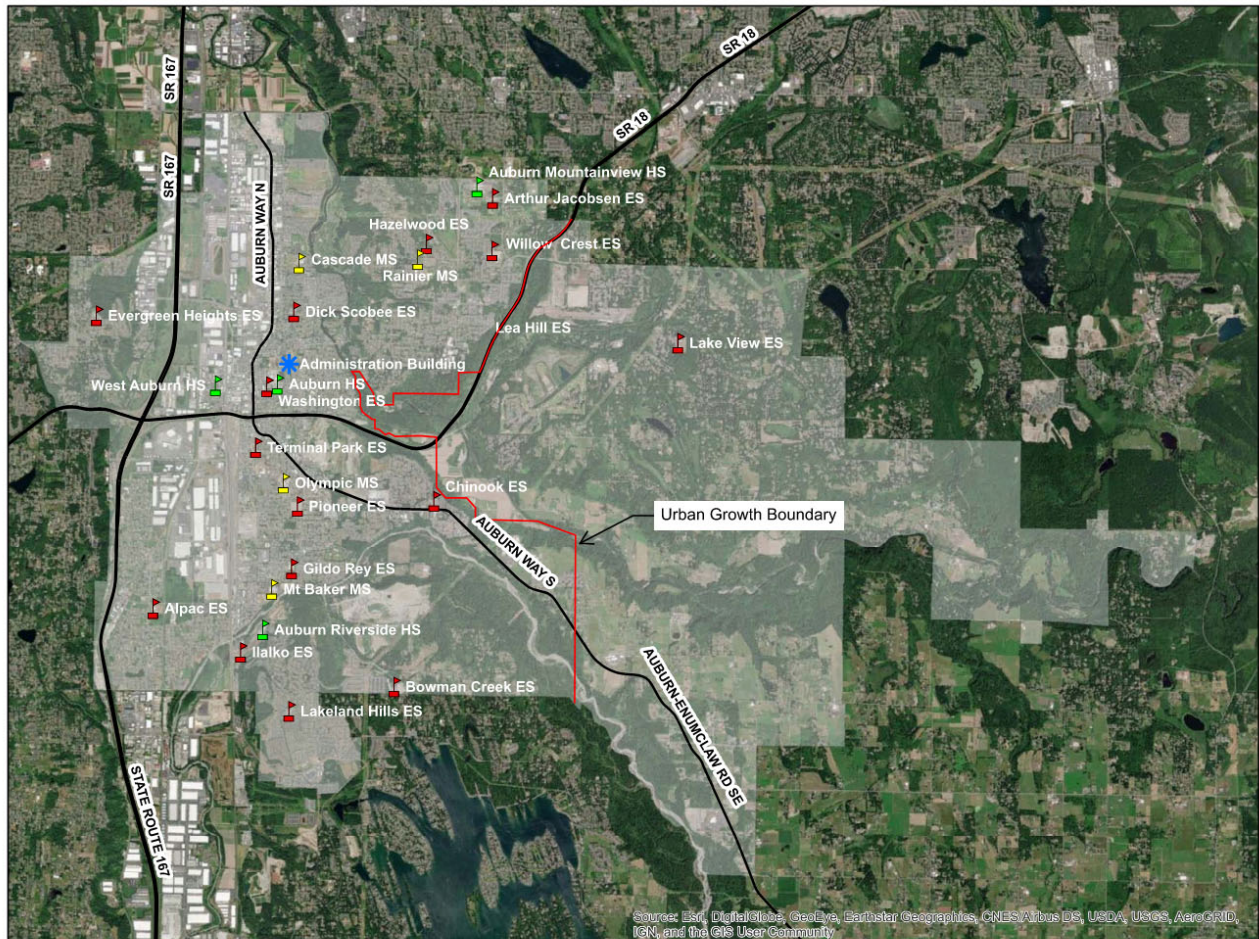 SR 18
SR 167
SR 18
SR 167
AUBURN WAY N
Auburn Mountainview HS
Arthur Jacobsen ES
Hazelwood ES
Willow Crest ES
Cascade MS
Rainier MS
Evergreen Heights ES
Dick Scobee ES
Lea Hill ES
Lake View ES
Administration Building
West Auburn HS
Auburn HS
Washington ES
Terminal Park ES
Olympic MS
Chinook ES
Pioneer ES
Urban Growth Boundary
AUBURN WAY S
Gildo Rey ES
Mt Baker MS
Alpac ES
Auburn Riverside HS
Ilalko ES
AUBURN-ENUMCLAW RD SE
Bowman Creek ES
Lakeland Hills ES
STATE ROUTE 167
Source: Esri, DigitalGlobe, GeoEye, Earthstar Geographics, CNES/Airbus DS, USDA, USGS, AeroGRID,
IGN, and the GIS User Community